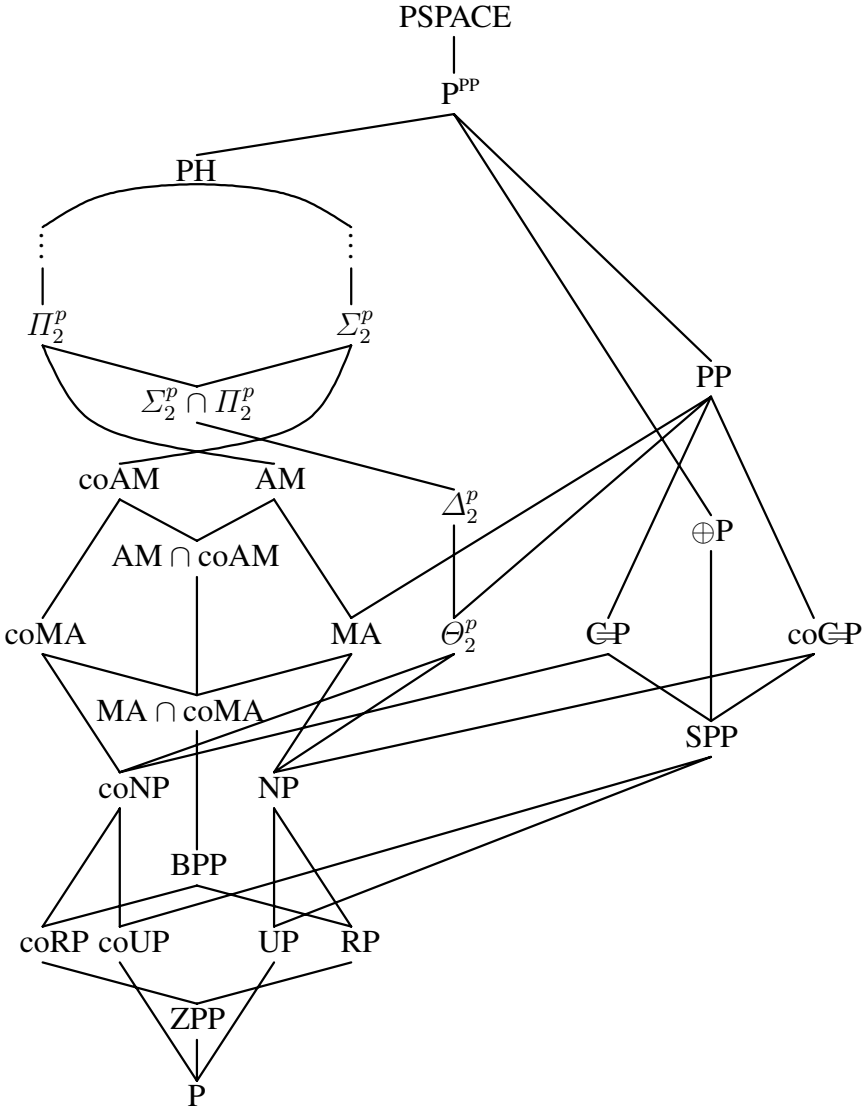 PSPACE
P^PP
PH
⋮ ⋮
Π₂^p Σ₂^p
PP
Σ₂^p ∩ Π₂^p
coAM AM
Δ₂^p
⊕P
AM ∩ coAM
coMA MA Θ₂^p C=P coC=P
MA ∩ coMA
SPP
coNP NP
BPP
coRP coUP UP RP
ZPP
P